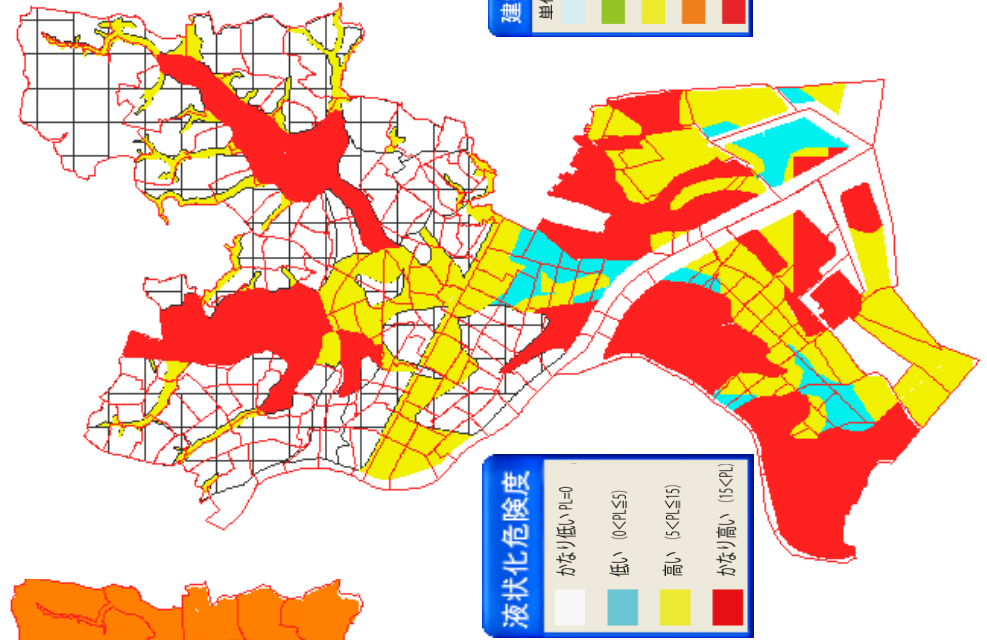 液状化危険度
かなり低い PL=0
低い (0<PL≦5)
高い (5<PL≦15)
かなり高い (15<PL)
建
単